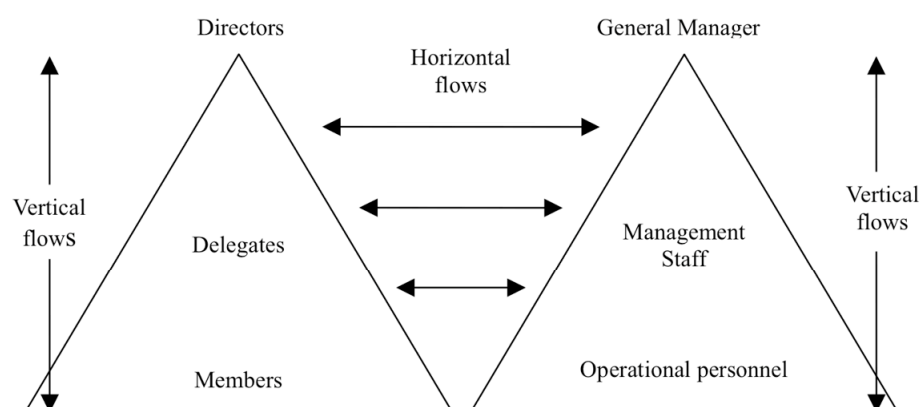 Directors
General Manager
Horizontal
flows
Vertical
flows
Vertical
flows
Delegates
Management
Staff
Members
Operational personnel